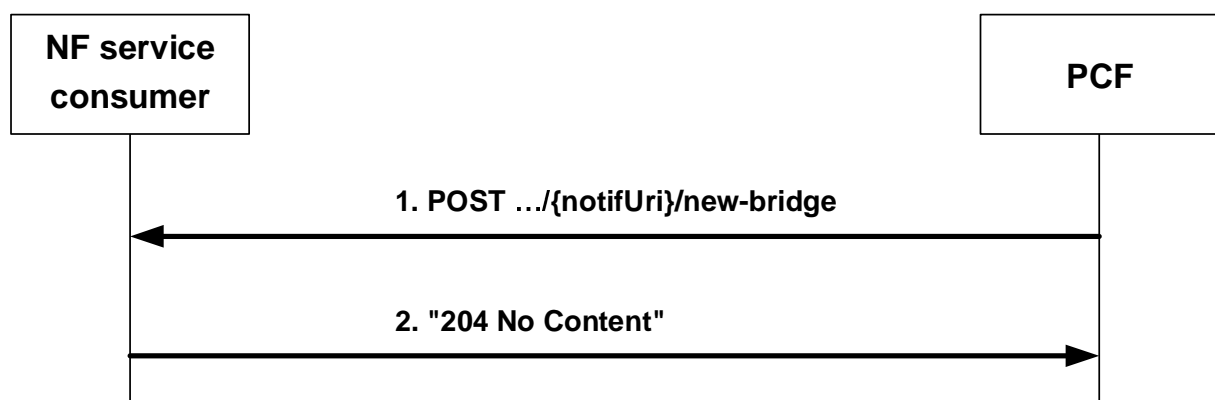 NF service
consumer
PCF
1. POST …/{notifUri}/new-bridge
2. "204 No Content"